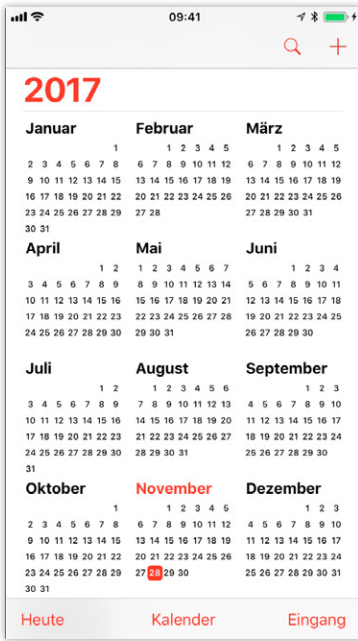 09:41
2017
Januar Februar März
1 1 2 3 4 5 1 2 3 4 5
2 3 4 5 6 7 8 6 7 8 9 10 11 12 6 7 8 9 10 11 12
9 10 11 12 13 14 15 13 14 15 16 17 18 19 13 14 15 16 17 18 19
16 17 18 19 20 21 22 20 21 22 23 24 25 26 20 21 22 23 24 25 26
23 24 25 26 27 28 29 27 28 27 28 29 30 31
30 31
April Mai Juni
1 2 1 2 3 4 5 6 7 1 2 3 4
3 4 5 6 7 8 9 8 9 10 11 12 13 14 5 6 7 8 9 10 11
10 11 12 13 14 15 16 15 16 17 18 19 20 21 12 13 14 15 16 17 18
17 18 19 20 21 22 23 22 23 24 25 26 27 28 19 20 21 22 23 24 25
24 25 26 27 28 29 30 29 30 31 26 27 28 29 30
Juli August September
1 2 1 2 3 4 5 6 1 2 3
3 4 5 6 7 8 9 7 8 9 10 11 12 13 4 5 6 7 8 9 10
10 11 12 13 14 15 16 14 15 16 17 18 19 20 11 12 13 14 15 16 17
17 18 19 20 21 22 23 21 22 23 24 25 26 27 18 19 20 21 22 23 24
24 25 26 27 28 29 30 28 29 30 31 25 26 27 28 29 30
31
Oktober November Dezember
1 1 2 3 4 5 1 2 3
2 3 4 5 6 7 8 6 7 8 9 10 11 12 4 5 6 7 8 9 10
9 10 11 12 13 14 15 13 14 15 16 17 18 19 11 12 13 14 15 16 17
16 17 18 19 20 21 22 20 21 22 23 24 25 26 18 19 20 21 22 23 24
23 24 25 26 27 28 29 27 28 29 30 25 26 27 28 29 30 31
30 31
Heute Kalender Eingang